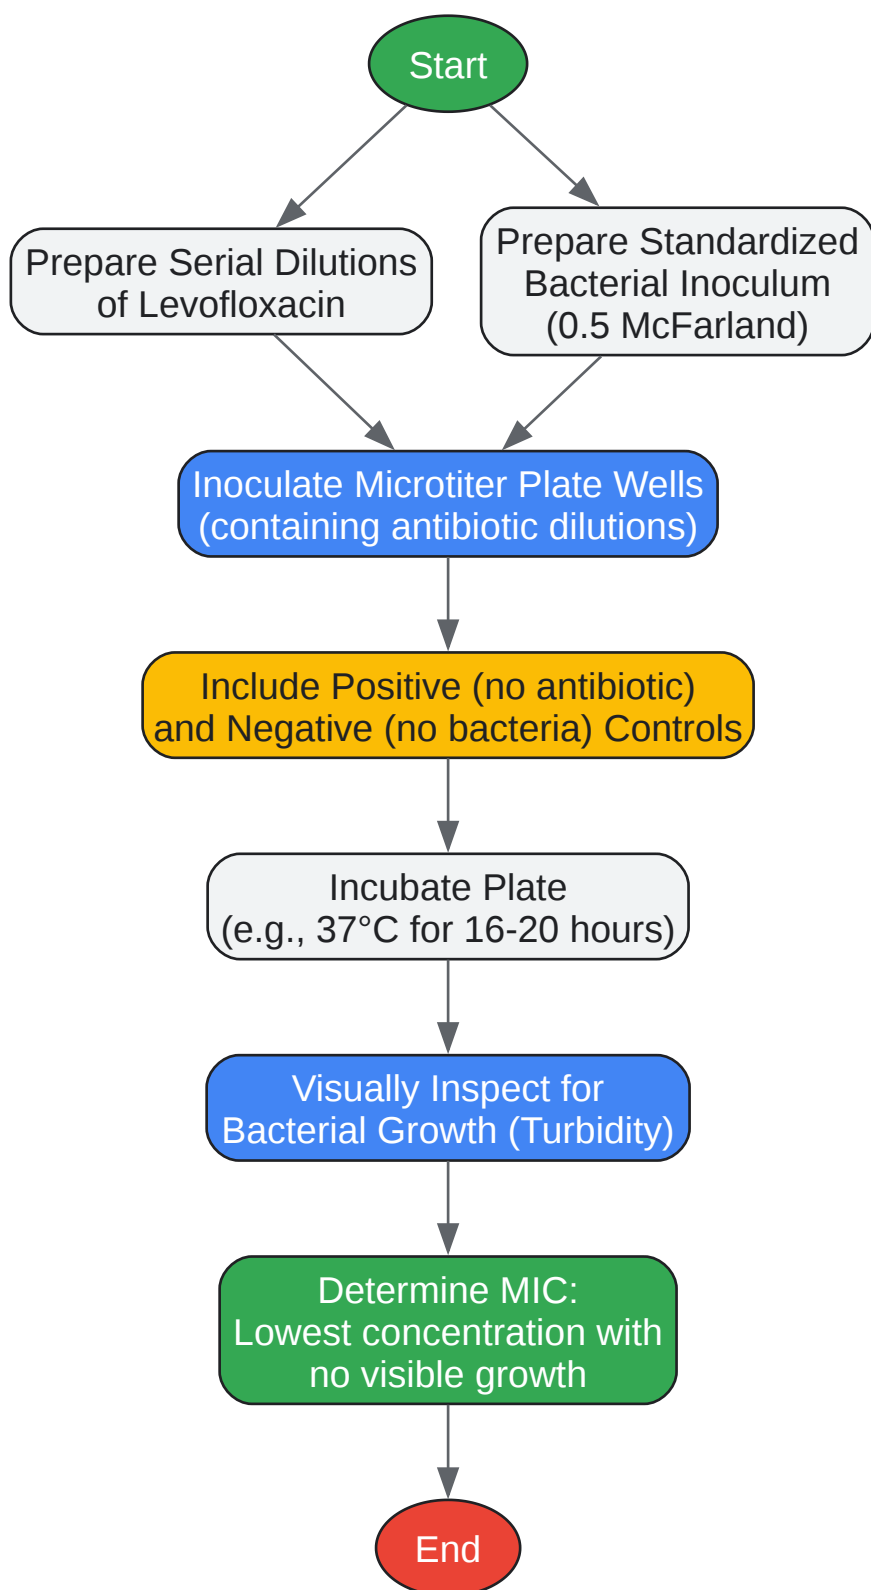 Start
Prepare Serial Dilutions
of Levofloxacin
Prepare Standardized
Bacterial Inoculum
(0.5 McFarland)
Inoculate Microtiter Plate Wells
(containing antibiotic dilutions)
Include Positive (no antibiotic)
and Negative (no bacteria) Controls
Incubate Plate
(e.g., 37°C for 16-20 hours)
Visually Inspect for
Bacterial Growth (Turbidity)
Determine MIC:
Lowest concentration with
no visible growth
End